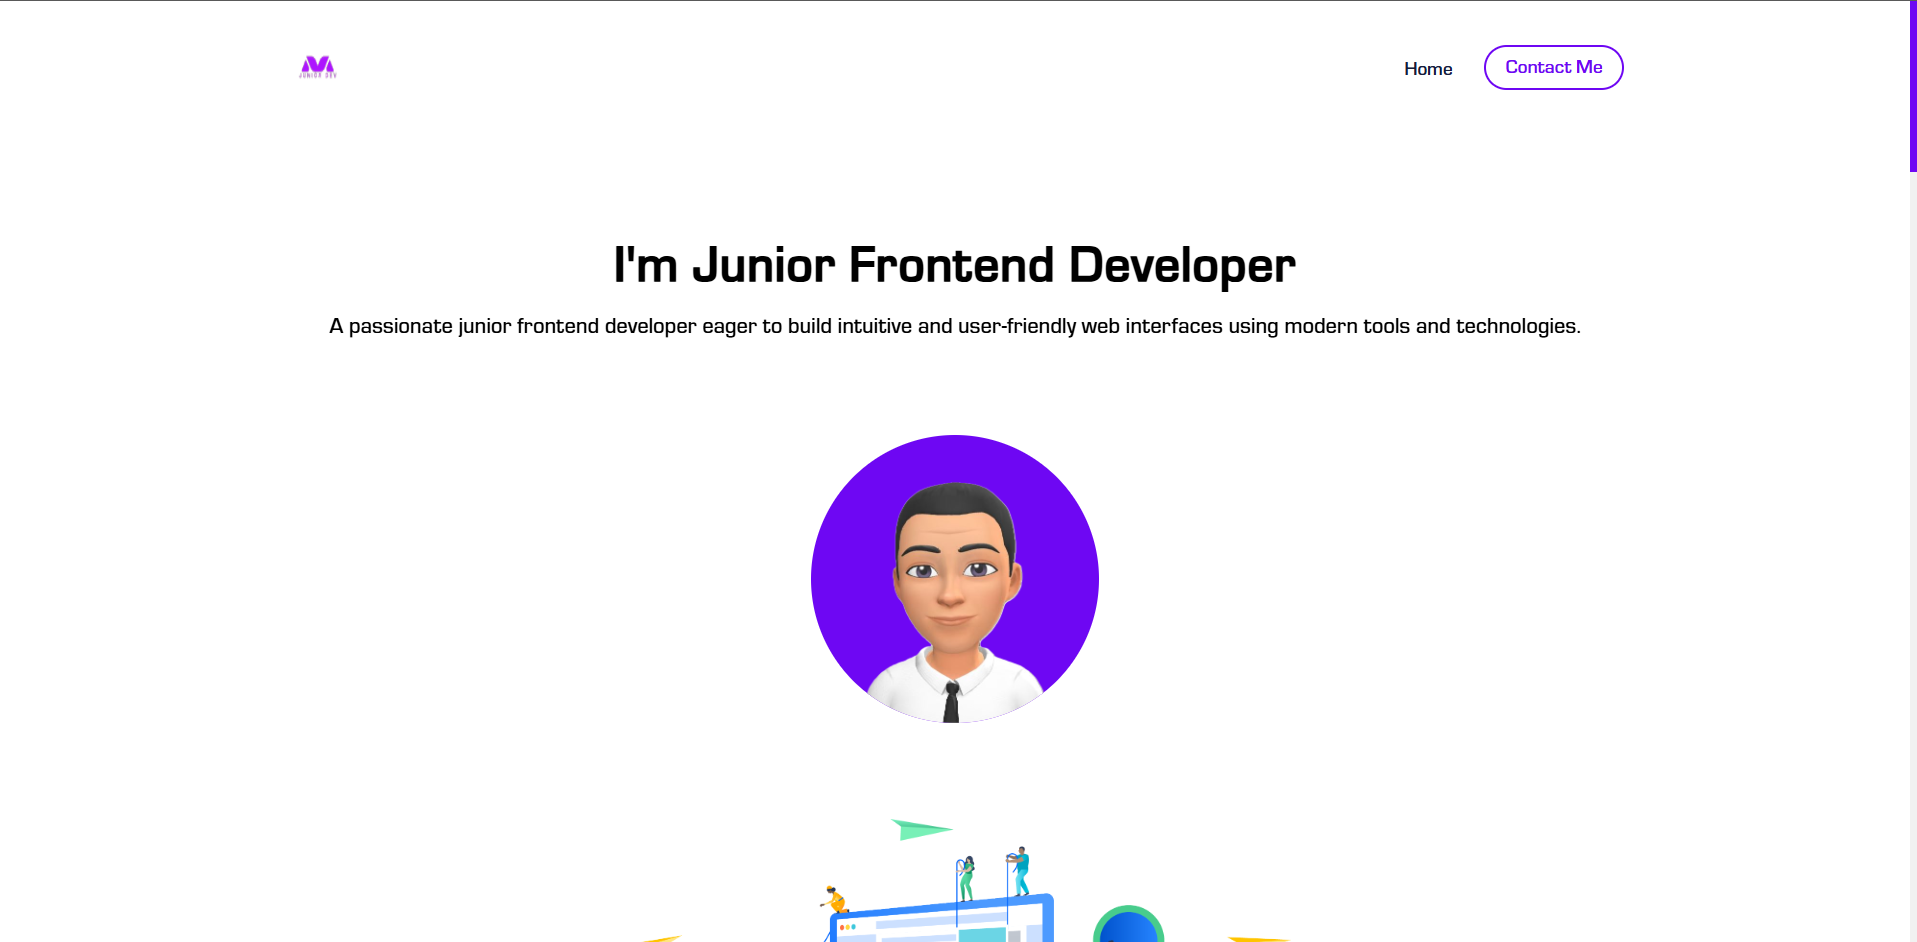 JUNIOR DEV
Home
Contact Me
I'm Junior Frontend Developer
A passionate junior frontend developer eager to build intuitive and user-friendly web interfaces using modern tools and technologies.